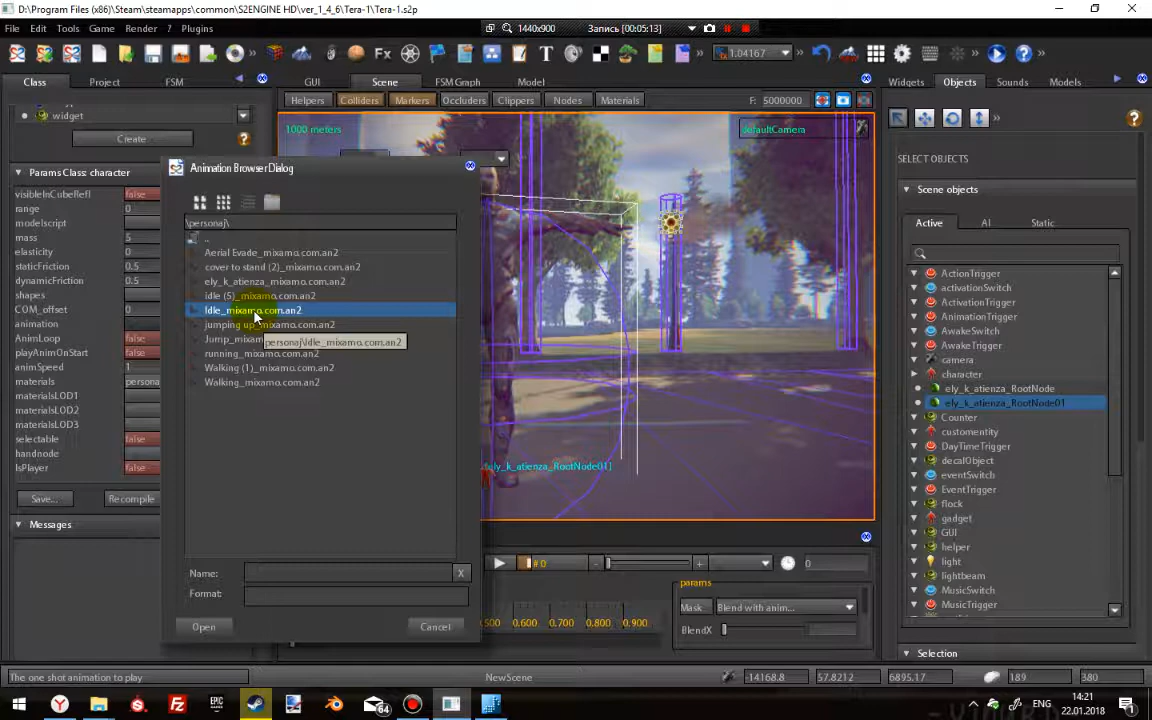 D:\Program Files (x86)\Steam\steamapps\common\S2ENGINE HD\ver_1_4_6\Tera-1\Tera-1.s2p
File Edit Tools Game Render ? Plugins
1440x900 Запись [00:05:13]
Fx T 1.04167
Class Project FSM GUI Scene FSM Graph Model Widgets Objects Sounds Models
Helpers Colliders Markers Occluders Clippers Nodes Materials F: 5000000
widget
Create
Params Class: character
visibleInCubeRefl false
range 0
modelscript
mass 5
elasticity 0
staticFriction 0.5
dynamicFriction 0.5
shapes
COM_offset 0
animation
AnimLoop false
playAnimOnStart false
animSpeed 1
materials persona
materialsLOD1
materialsLOD2
materialsLOD3
selectable false
handnode
IsPlayer false
Save... Recompile
Messages
Animation Browser Dialog
\personaj\
..
Aerial Evade_mixamo.com.an2
cover to stand (2)_mixamo.com.an2
ely_k_atienza_mixamo.com.an2
idle (5)_mixamo.com.an2
Idle_mixamo.com.an2
jumping up_mixamo.com.an2
Jump_mixam
personaj\Idle_mixamo.com.an2
running_mixamo.com.an2
Walking (1)_mixamo.com.an2
Walking_mixamo.com.an2
Name: X
Format:
Open Cancel
1000 meters
defaultCamera
ely_k_atienza_RootNode01]
# 0 - + 0
params
Mask Blend with anim...
BlendX
.500 0.600 0.700 0.800 0.900
SELECT OBJECTS
Scene objects
Active AI Static
ActionTrigger
activationSwitch
ActivationTrigger
AnimationTrigger
AwakeSwitch
AwakeTrigger
camera
character
ely_k_atienza_RootNode
ely_k_atienza_RootNode01
Counter
customentity
DayTimeTrigger
decalObject
eventSwitch
EventTrigger
flock
gadget
GUI
helper
light
lightbeam
MusicSwitch
MusicTrigger
Selection
The one shot animation to play NewScene 14168.8 57.8212 6895.17 189 380
EPIC 64 ENG 14:21
22.01.2018